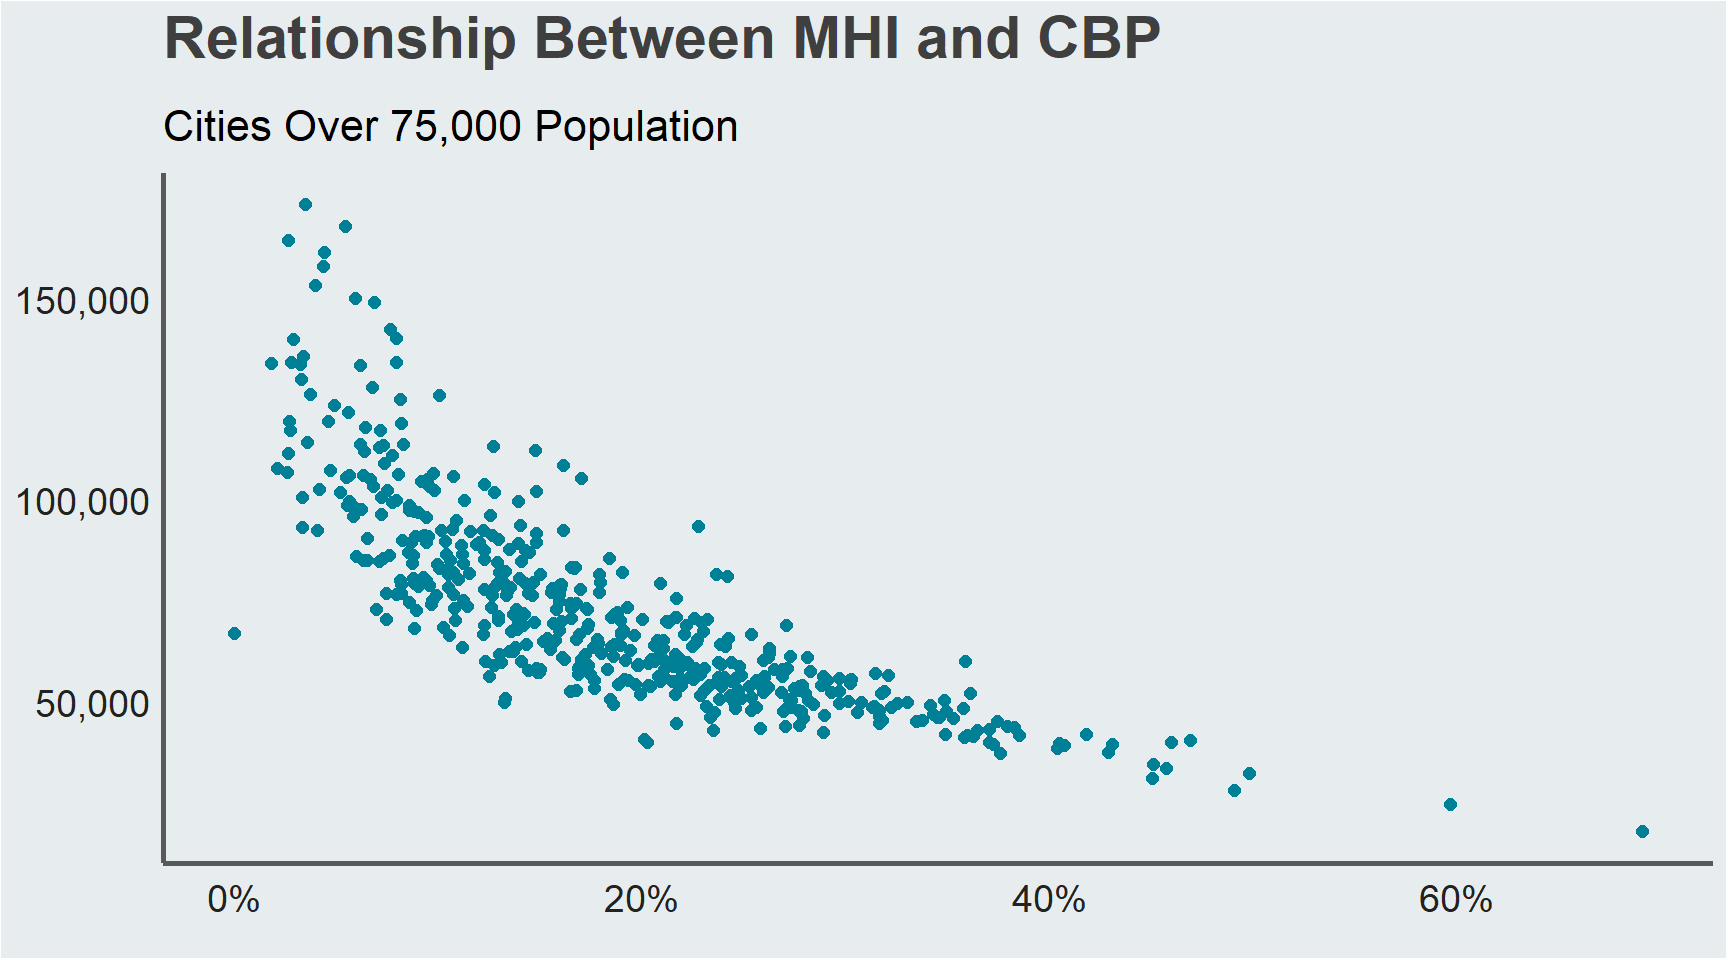 Relationship Between MHI and CBP
Cities Over 75,000 Population
150,000
100,000
50,000
0% 20% 40% 60%